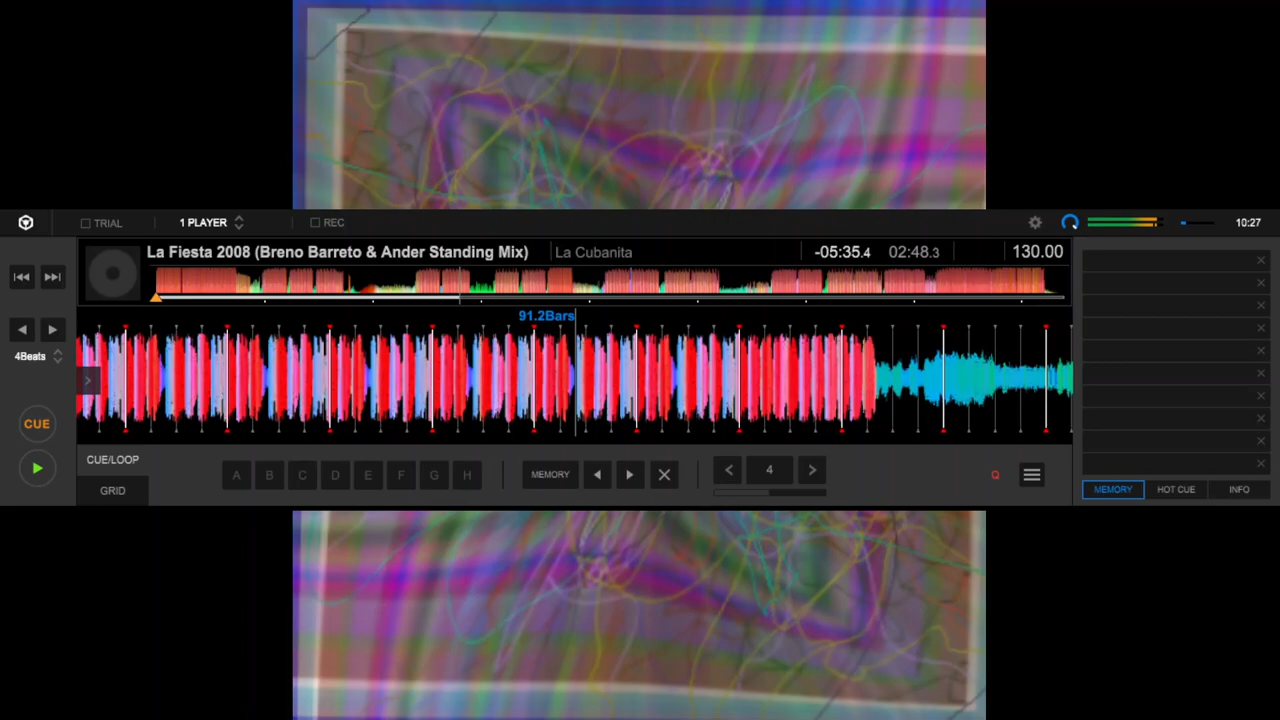 TRIAL 1 PLAYER REC 10:27
La Fiesta 2008 (Breno Barreto & Ander Standing Mix) La Cubanita -05:35.4 02:48.3 130.00
91.2Bars
4Beats
CUE
CUE/LOOP
GRID
A B C D E F G H MEMORY 4 Q
MEMORY HOT CUE INFO